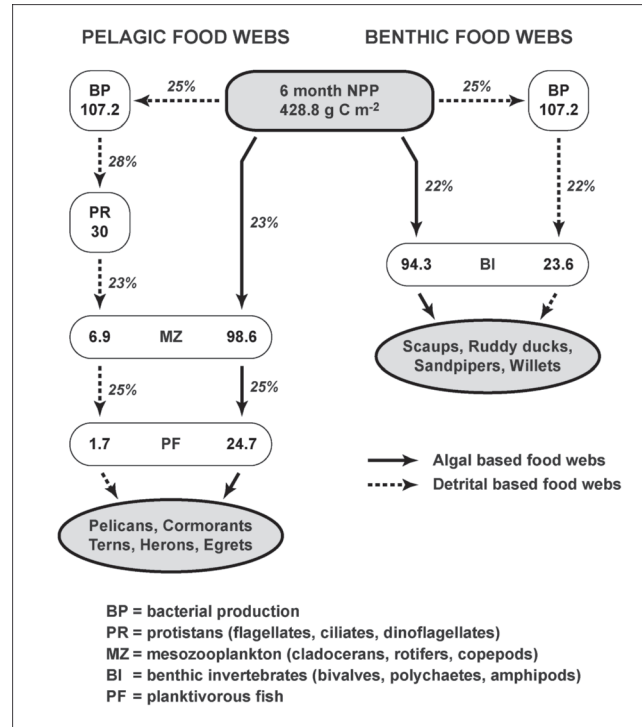 PELAGIC FOOD WEBS
BENTHIC FOOD WEBS
BP
107.2
25%
6 month NPP
428.8 g C m-2
25%
BP
107.2
28%
22%
22%
PR
30
23%
23%
94.3 BI 23.6
6.9 MZ 98.6
Scaups, Ruddy ducks,
Sandpipers, Willets
25%
25%
1.7 PF 24.7
Algal based food webs
Detrital based food webs
Pelicans, Cormorants
Terns, Herons, Egrets
BP = bacterial production
PR = protistans (flagellates, ciliates, dinoflagellates)
MZ = mesozooplankton (cladocerans, rotifers, copepods)
BI = benthic invertebrates (bivalves, polychaetes, amphipods)
PF = planktivorous fish